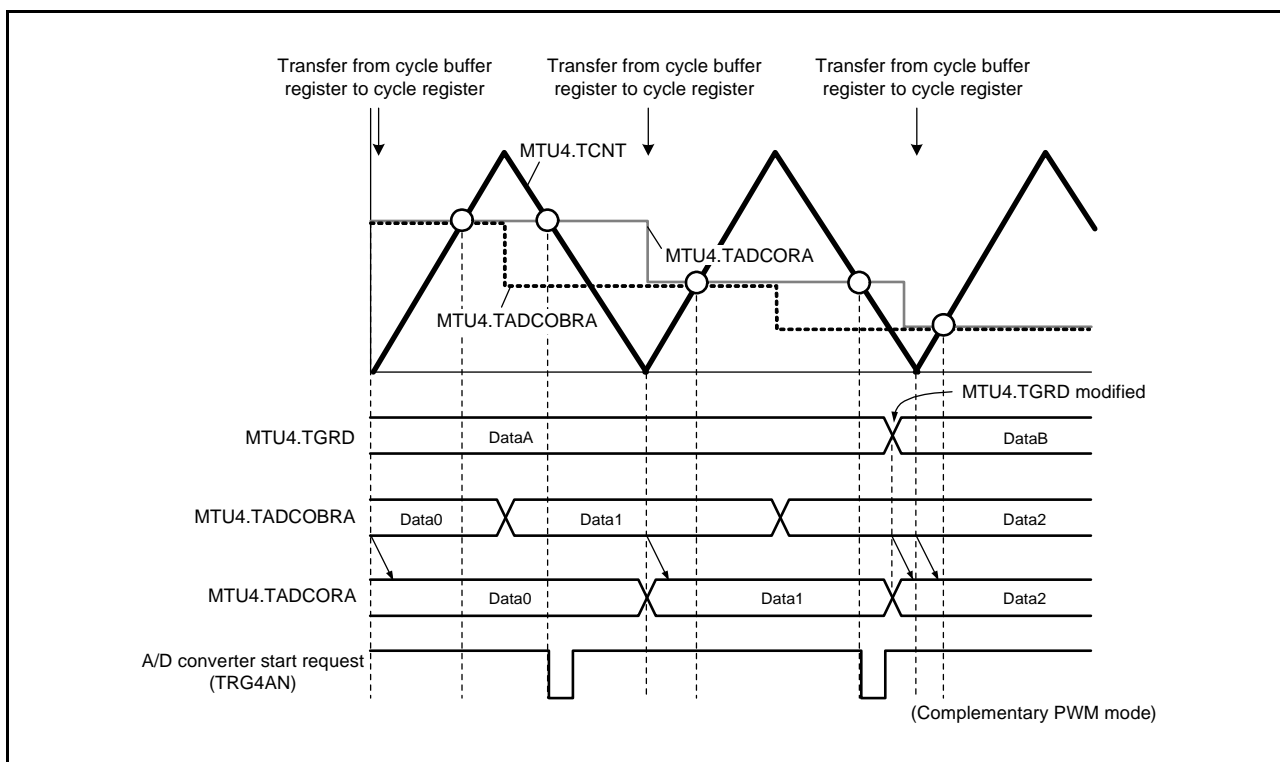 Transfer from cycle buffer
register to cycle register
Transfer from cycle buffer
register to cycle register
Transfer from cycle buffer
register to cycle register
MTU4.TCNT
MTU4.TADCORA
MTU4.TADCOBRA
MTU4.TGRD modified
MTU4.TGRD
DataA
DataB
MTU4.TADCOBRA
Data0
Data1
Data2
MTU4.TADCORA
Data0
Data1
Data2
A/D converter start request
(TRG4AN)
(Complementary PWM mode)